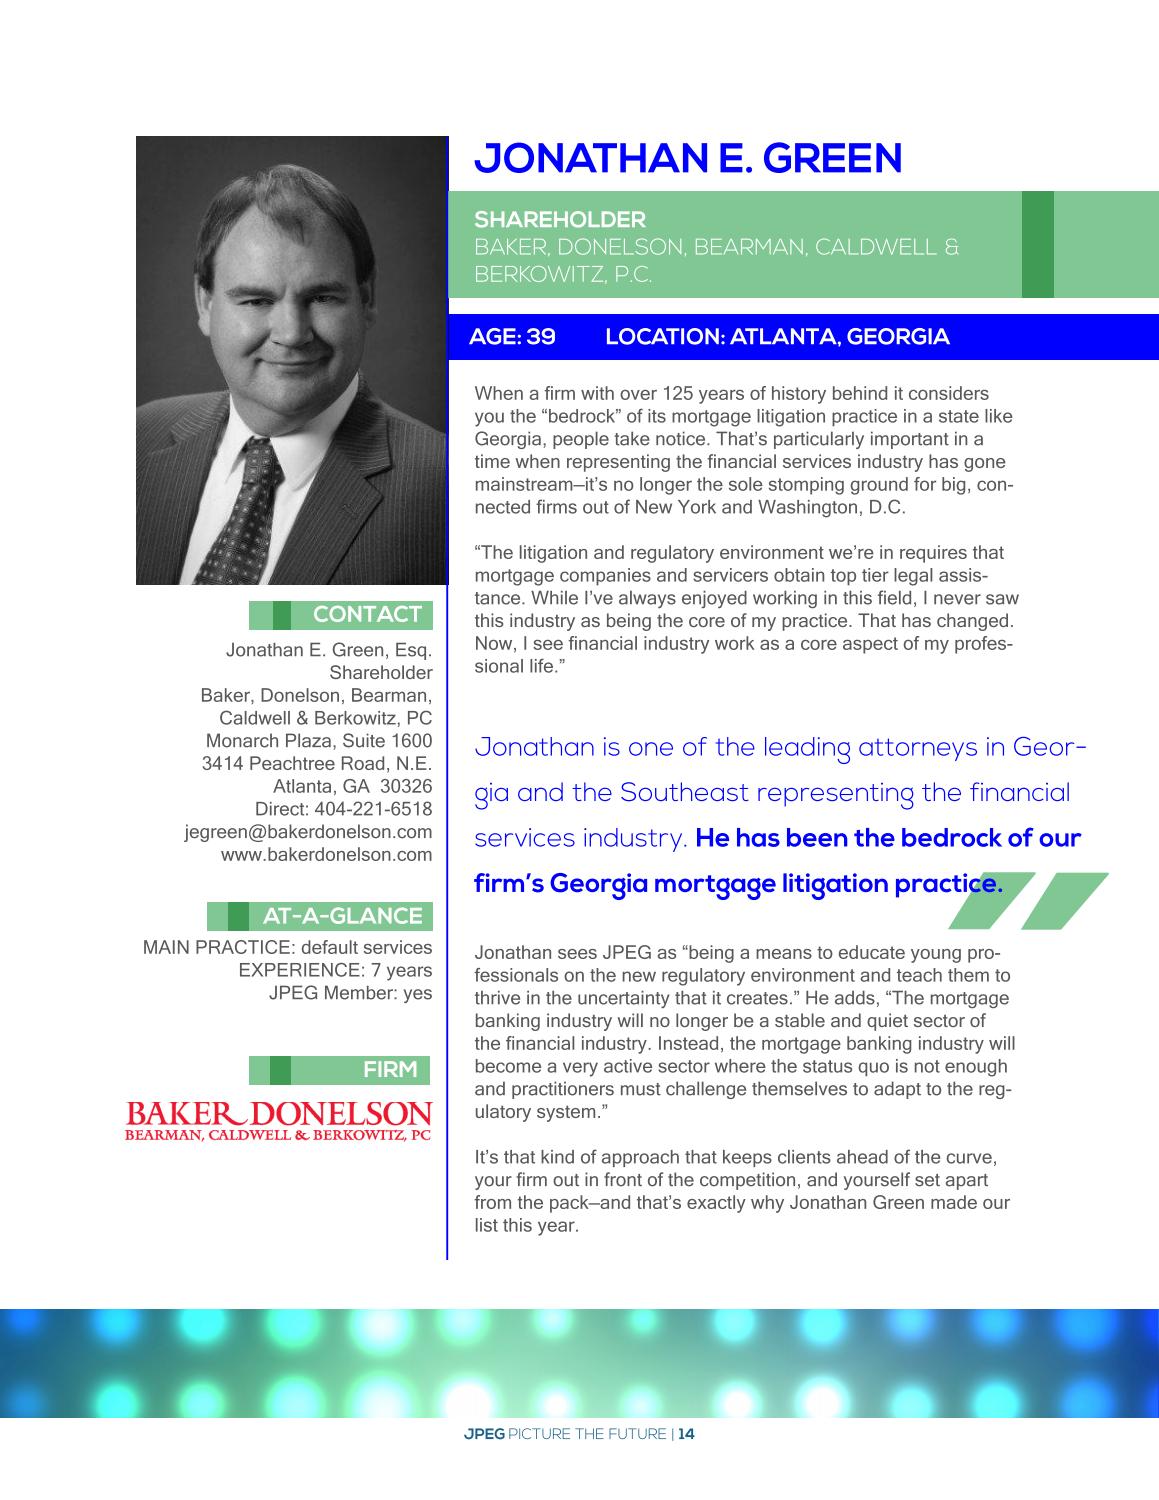 JONATHAN E. GREEN
SHAREHOLDER
BAKER, DONELSON, BEARMAN, CALDWELL &
BERKOWITZ, P.C.
AGE: 39 LOCATION: ATLANTA, GEORGIA
When a firm with over 125 years of history behind it considers
you the “bedrock” of its mortgage litigation practice in a state like
Georgia, people take notice. That’s particularly important in a
time when representing the financial services industry has gone
mainstream—it’s no longer the sole stomping ground for big, con-
nected firms out of New York and Washington, D.C.
“The litigation and regulatory environment we’re in requires that
mortgage companies and servicers obtain top tier legal assis-
tance. While I’ve always enjoyed working in this field, I never saw
this industry as being the core of my practice. That has changed.
Now, I see financial industry work as a core aspect of my profes-
sional life.”
Jonathan is one of the leading attorneys in Geor-
gia and the Southeast representing the financial
services industry. He has been the bedrock of our
firm’s Georgia mortgage litigation practice.
Jonathan sees JPEG as “being a means to educate young pro-
fessionals on the new regulatory environment and teach them to
thrive in the uncertainty that it creates.” He adds, “The mortgage
banking industry will no longer be a stable and quiet sector of
the financial industry. Instead, the mortgage banking industry will
become a very active sector where the status quo is not enough
and practitioners must challenge themselves to adapt to the reg-
ulatory system.”
It’s that kind of approach that keeps clients ahead of the curve,
your firm out in front of the competition, and yourself set apart
from the pack—and that’s exactly why Jonathan Green made our
list this year.
CONTACT
Jonathan E. Green, Esq.
Shareholder
Baker, Donelson, Bearman,
Caldwell & Berkowitz, PC
Monarch Plaza, Suite 1600
3414 Peachtree Road, N.E.
Atlanta, GA 30326
Direct: 404-221-6518
jegreen@bakerdonelson.com
www.bakerdonelson.com
AT-A-GLANCE
MAIN PRACTICE: default services
EXPERIENCE: 7 years
JPEG Member: yes
FIRM
BAKER DONELSON
BEARMAN, CALDWELL & BERKOWITZ, PC
JPEG PICTURE THE FUTURE | 14